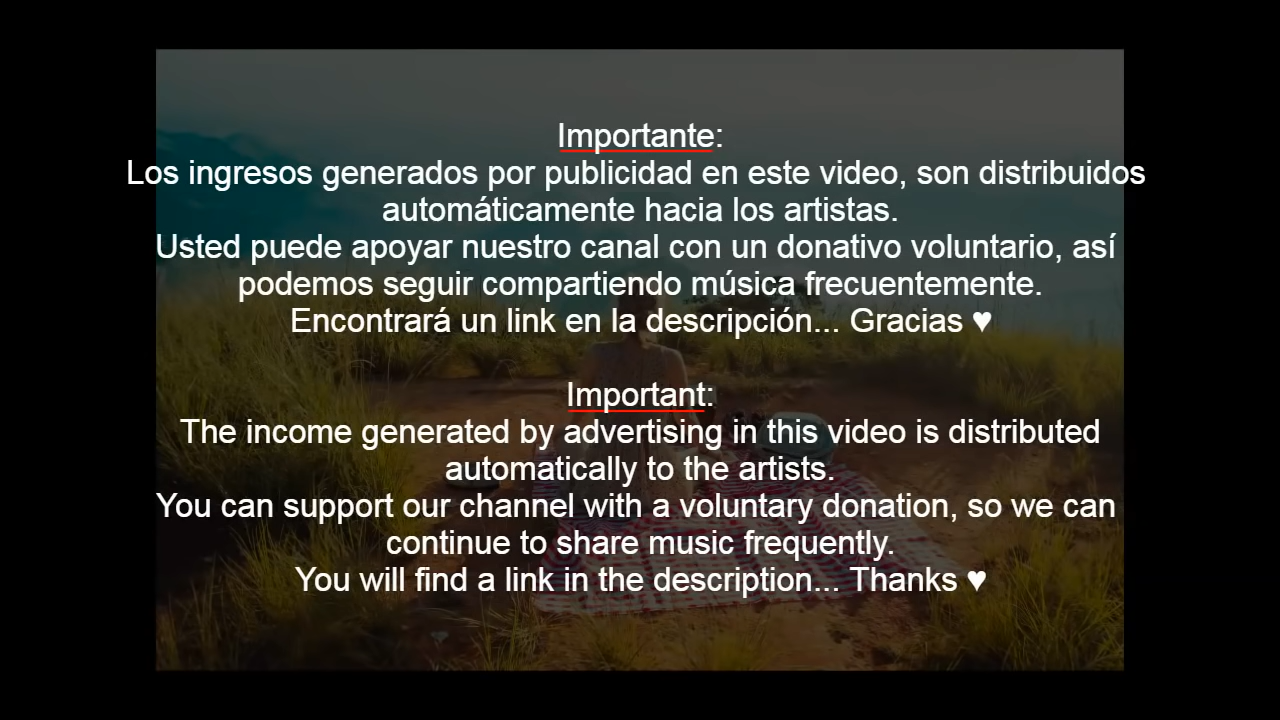 Importante:
Los ingresos generados por publicidad en este video, son distribuidos
automáticamente hacia los artistas.
Usted puede apoyar nuestro canal con un donativo voluntario, así
podemos seguir compartiendo música frecuentemente.
Encontrará un link en la descripción... Gracias ♥
Important:
The income generated by advertising in this video is distributed
automatically to the artists.
You can support our channel with a voluntary donation, so we can
continue to share music frequently.
You will find a link in the description... Thanks ♥